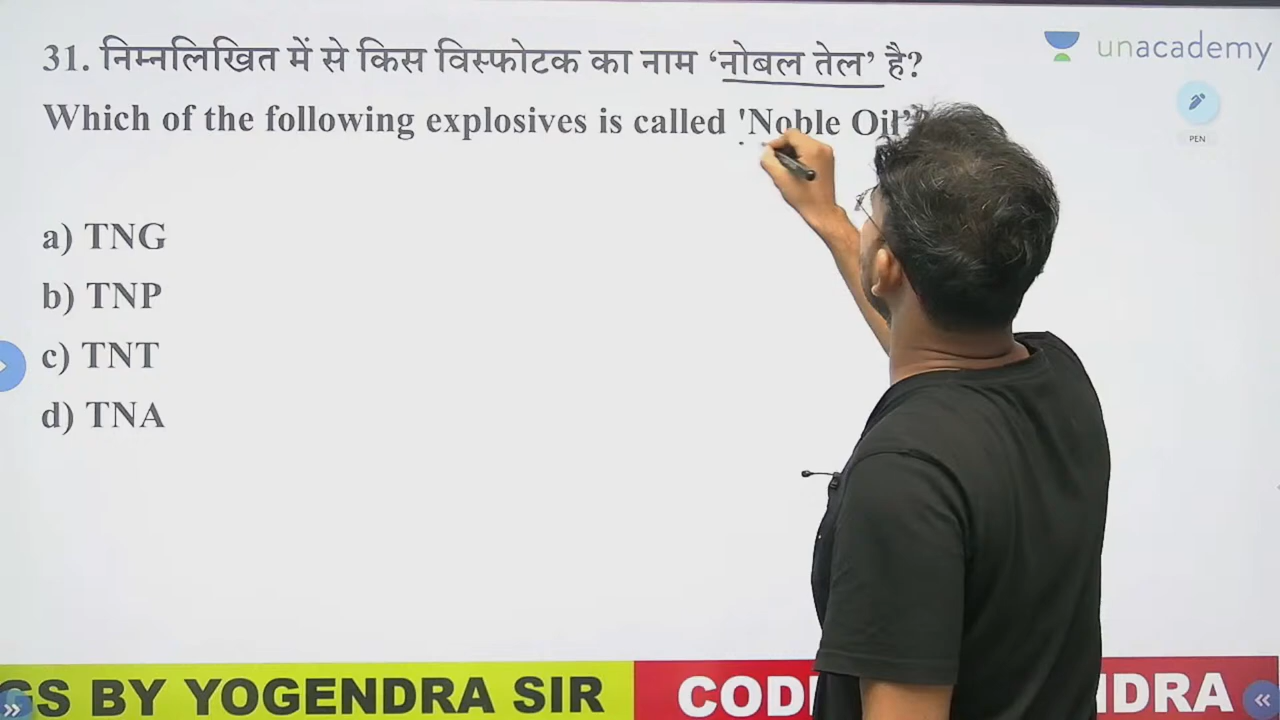 31. निम्नलिखित में से किस विस्फोटक का नाम ‘नोबल तेल’ है?
unacademy
Which of the following explosives is called 'Noble Oil’?
PEN
a) TNG
b) TNP
c) TNT
d) TNA
GS BY YOGENDRA SIR